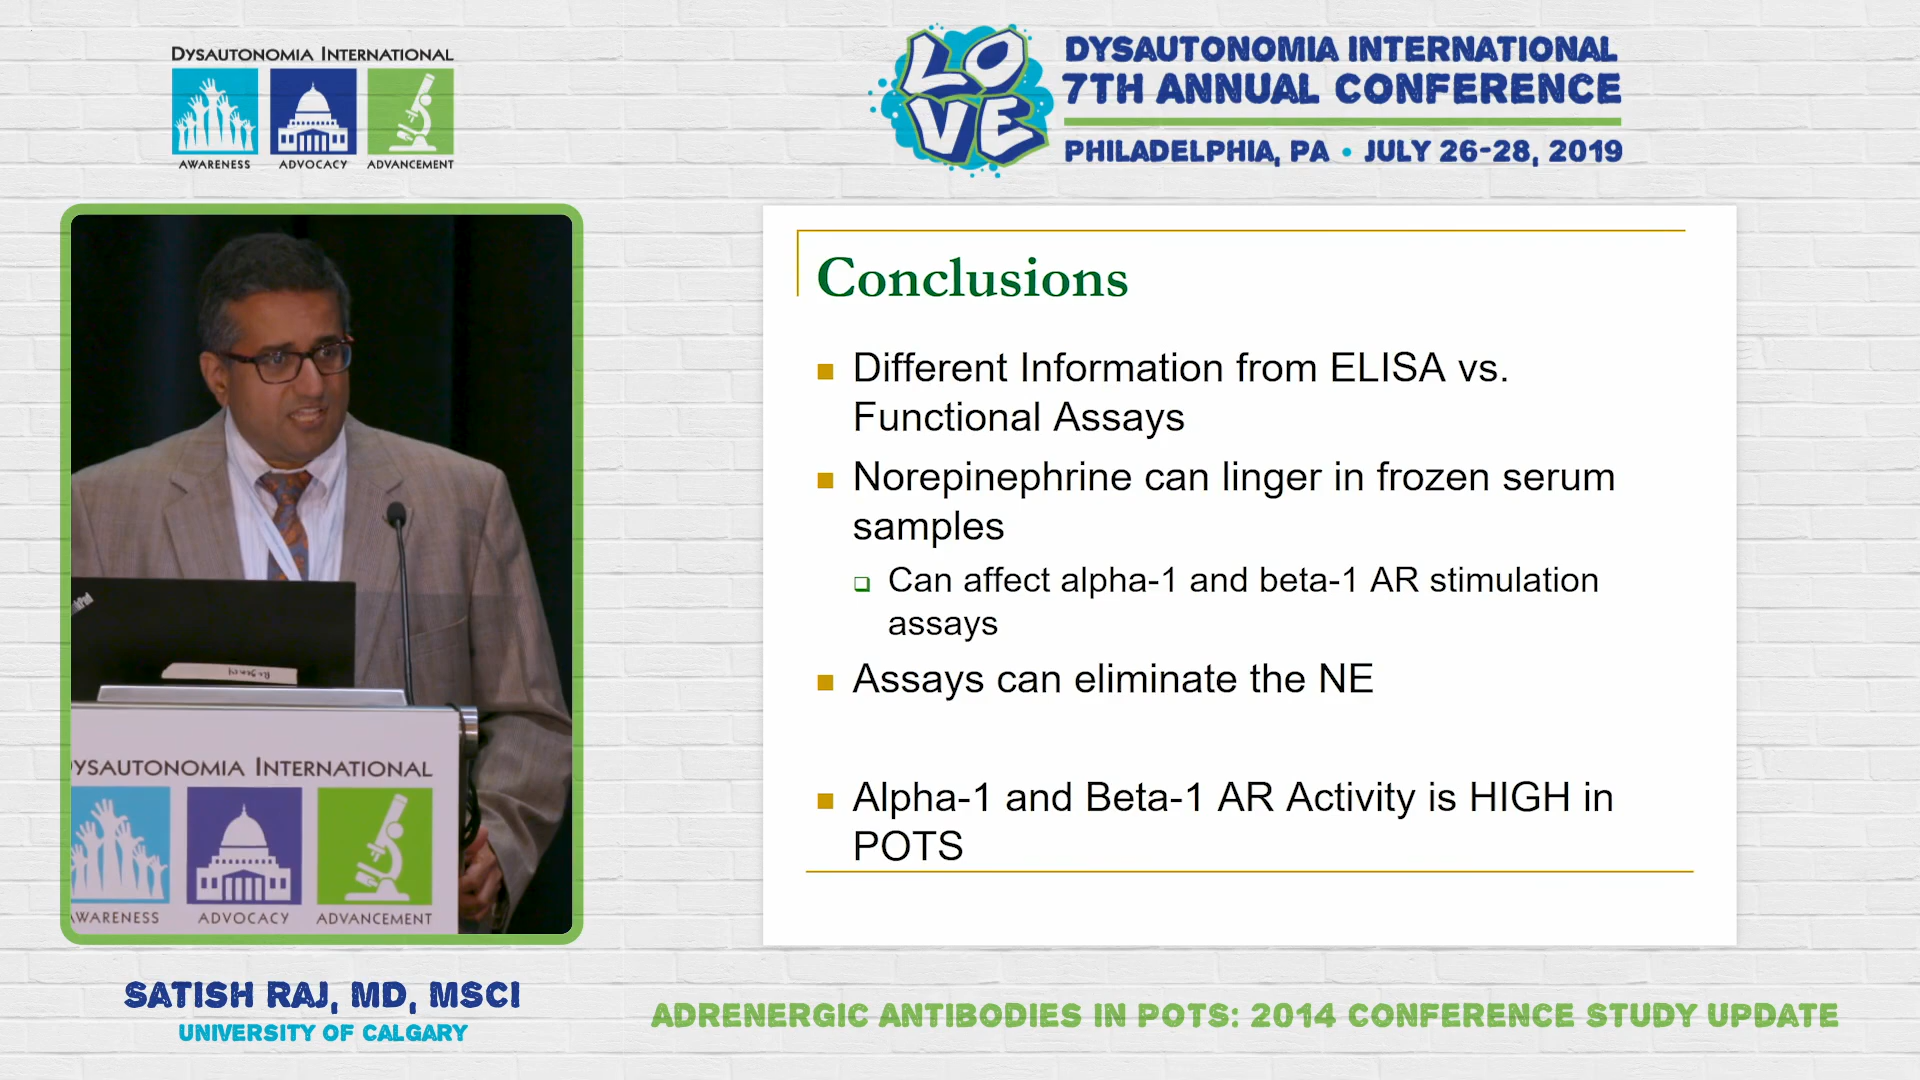 DYSAUTONOMIA INTERNATIONAL
AWARENESS ADVOCACY ADVANCEMENT
LOVE
DYSAUTONOMIA INTERNATIONAL
7TH ANNUAL CONFERENCE
PHILADELPHIA, PA • JULY 26-28, 2019
Conclusions
Different Information from ELISA vs.
Functional Assays
Norepinephrine can linger in frozen serum
samples
Can affect alpha-1 and beta-1 AR stimulation
assays
Assays can eliminate the NE
Alpha-1 and Beta-1 AR Activity is HIGH in
POTS
YSAUTONOMIA INTERNATIONAL
WARENESS ADVOCACY ADVANCEMENT
SATISH RAJ, MD, MSCI
UNIVERSITY OF CALGARY
ADRENERGIC ANTIBODIES IN POTS: 2014 CONFERENCE STUDY UPDATE